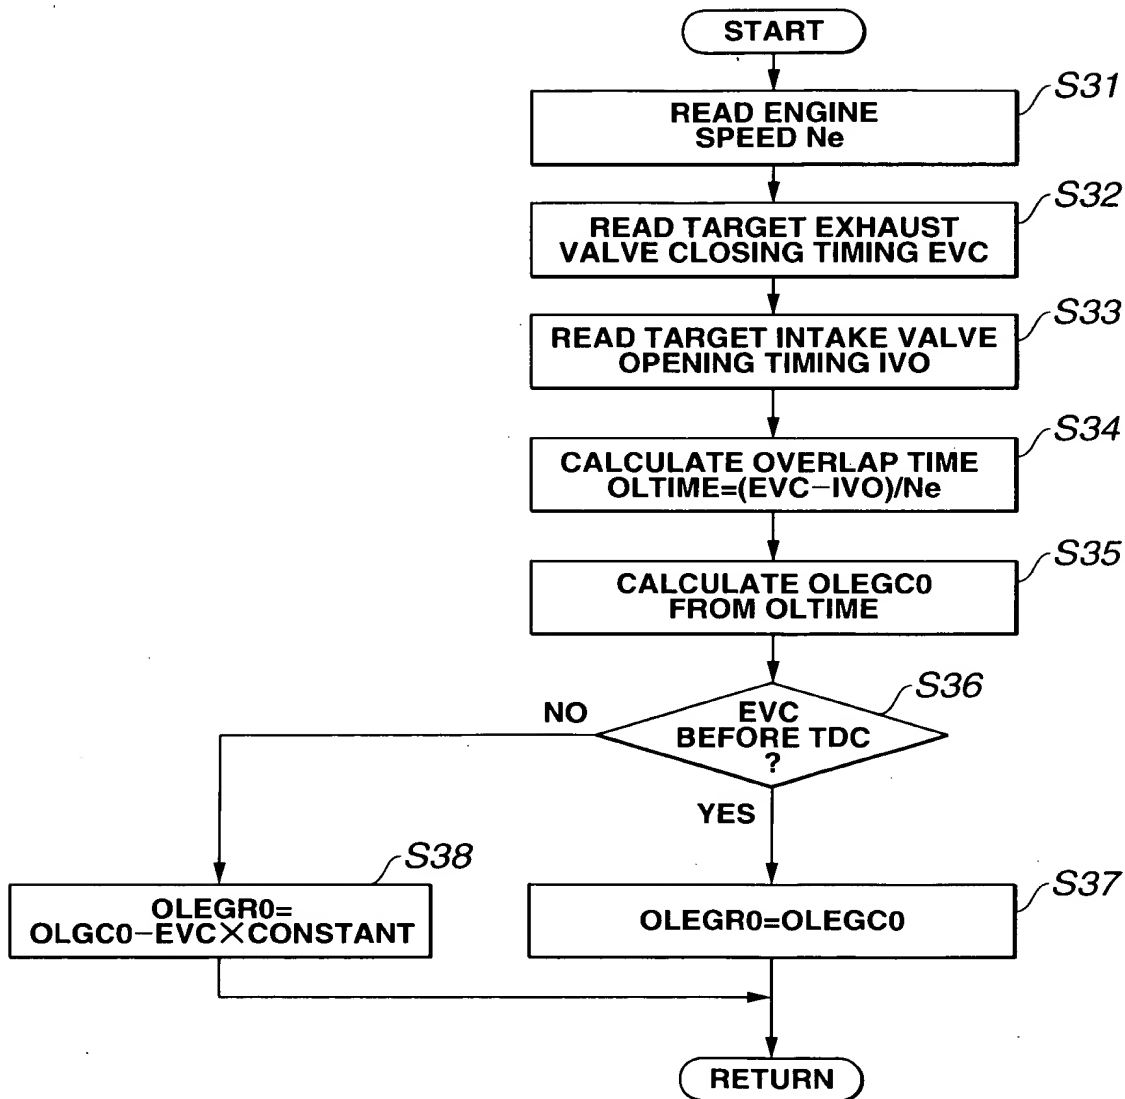 START
S31
READ ENGINE
SPEED Ne
S32
READ TARGET EXHAUST
VALVE CLOSING TIMING EVC
S33
READ TARGET INTAKE VALVE
OPENING TIMING IVO
S34
CALCULATE OVERLAP TIME
OLTIME=(EVC−IVO)/Ne
S35
CALCULATE OLEGC0
FROM OLTIME
S36
EVC
BEFORE TDC
?
NO
YES
S38
OLEGR0=
OLGC0−EVC×CONSTANT
S37
OLEGR0=OLEGC0
RETURN